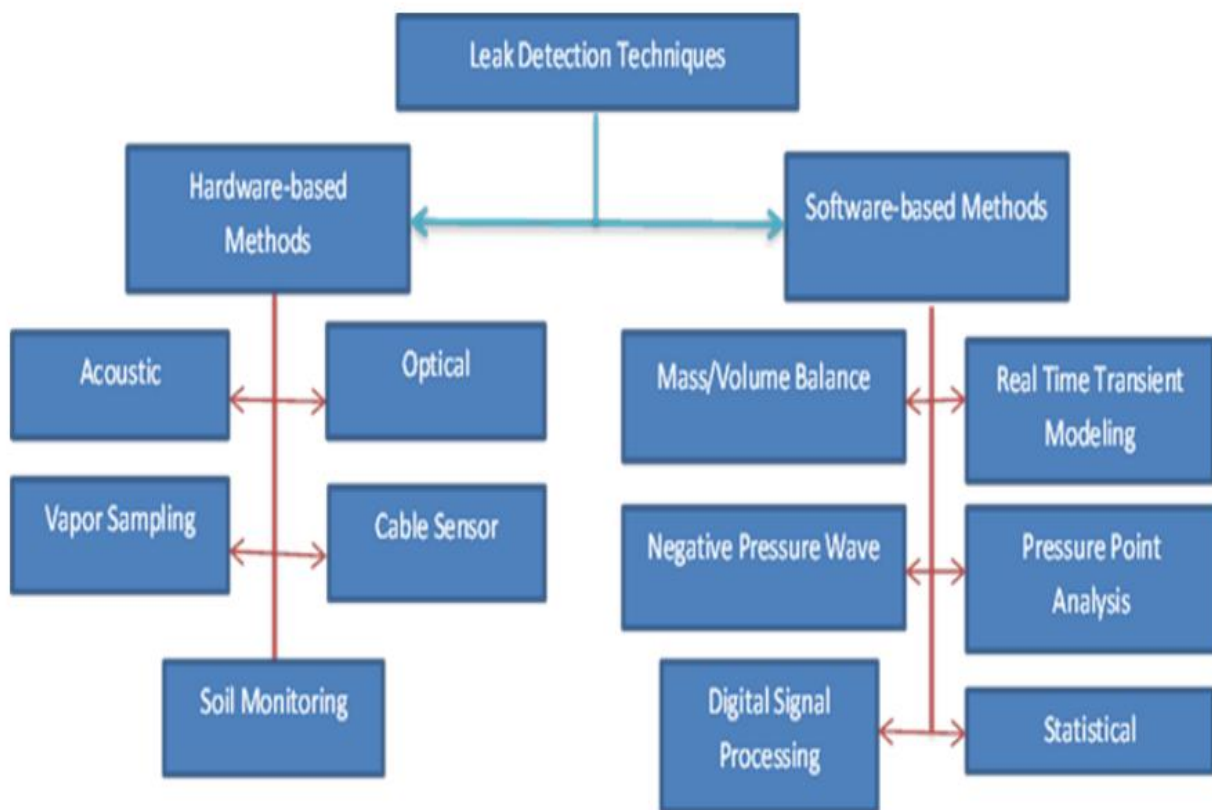 Leak Detection Techniques
Hardware-based
Methods
Software-based Methods
Acoustic
Optical
Mass/Volume Balance
Real Time Transient
Modeling
Vapor Sampling
Cable Sensor
Negative Pressure Wave
Pressure Point
Analysis
Soil Monitoring
Digital Signal
Processing
Statistical